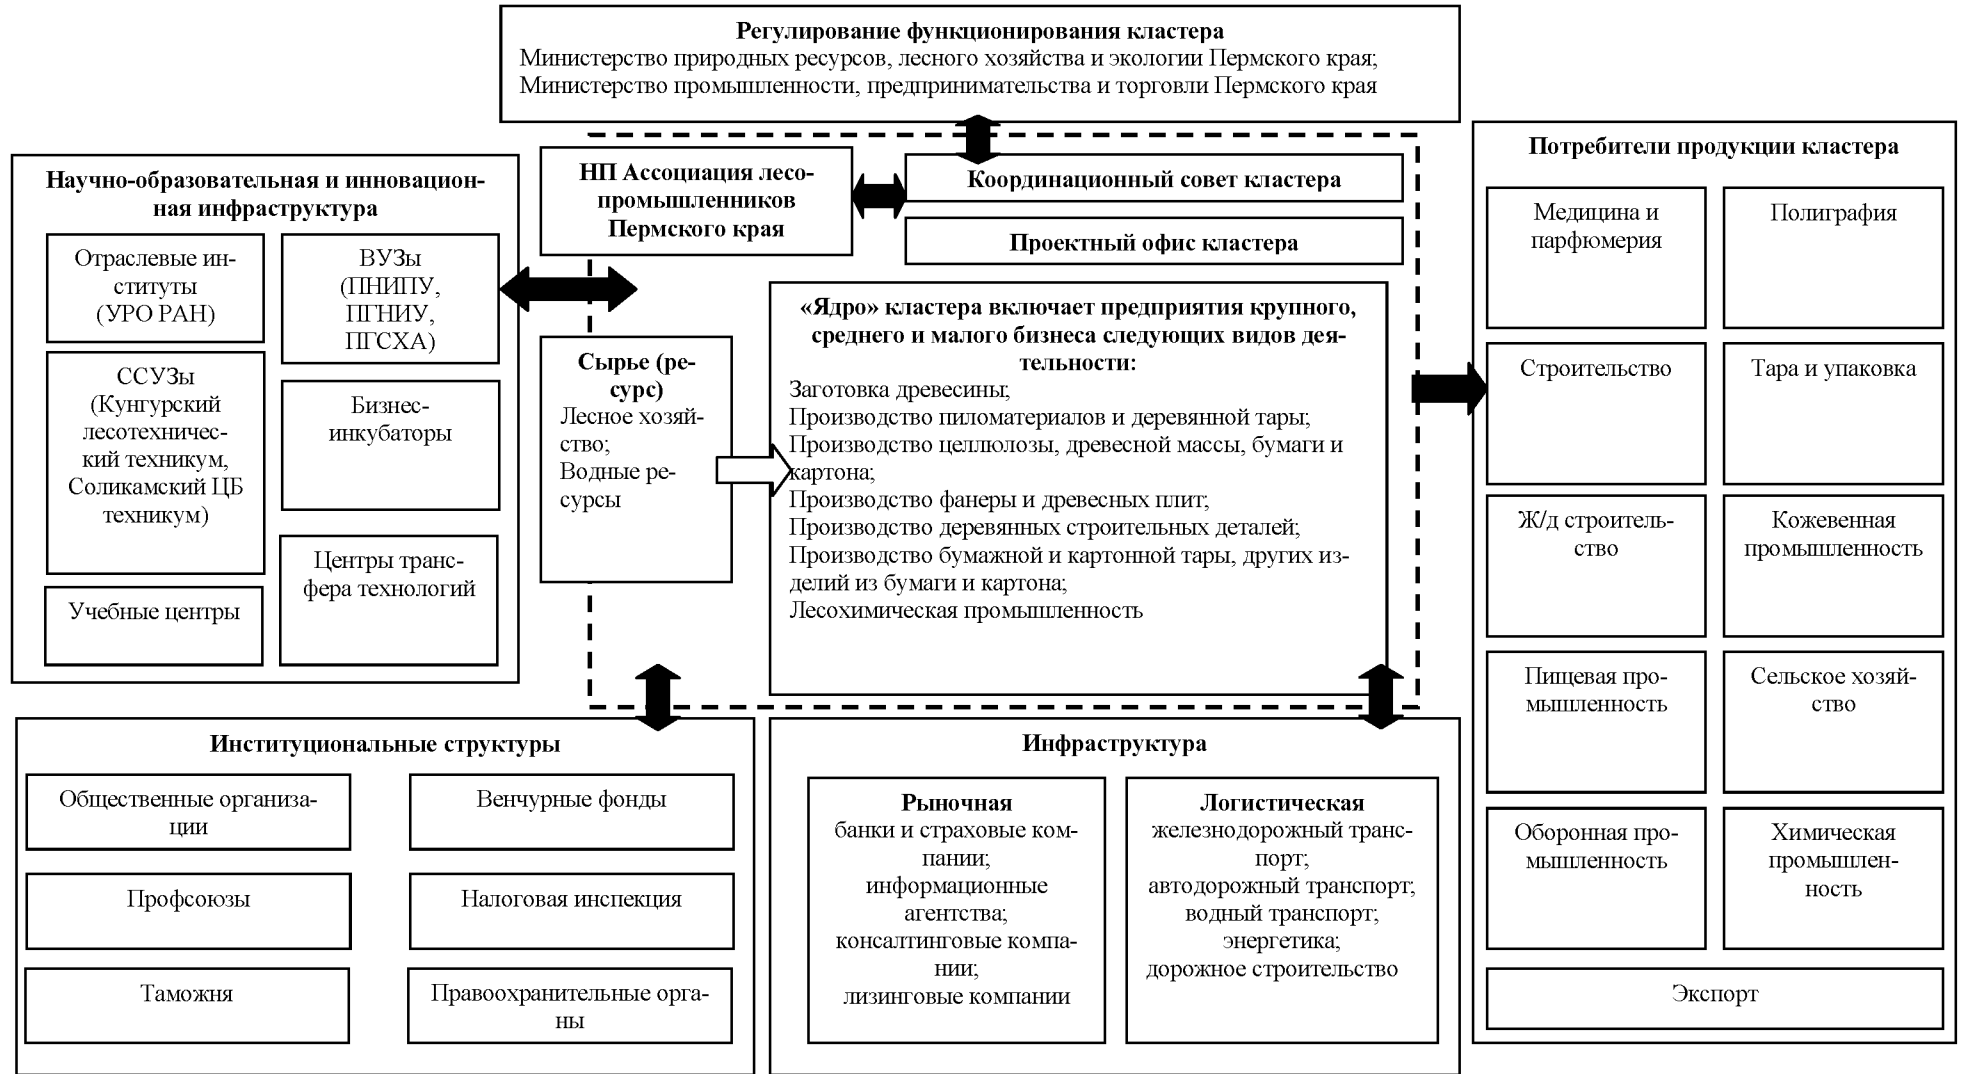 Регулирование функционирования кластера
Министерство природных ресурсов, лесного хозяйства и экологии Пермского края;
Министерство промышленности, предпринимательства и торговли Пермского края
Научно-образовательная и инновацион-
ная инфраструктура
Отраслевые ин-
ституты
(УРО РАН)
ВУЗы
(ПНИПУ,
ПГНИУ,
ПГСХА)
ССУЗы
(Кунгурский
лесотехничес-
кий техникум,
Соликамский ЦБ
техникум)
Бизнес-
инкубаторы
Центры транс-
фера технологий
Учебные центры
НП Ассоциация лесо-
промышленников
Пермского края
Координационный совет кластера
Проектный офис кластера
Сырье (ре-
сурс)
Лесное хозяй-
ство;
Водные ре-
сурсы
«Ядро» кластера включает предприятия крупного,
среднего и малого бизнеса следующих видов дея-
тельности:
Заготовка древесины;
Производство пиломатериалов и деревянной тары;
Производство целлюлозы, древесной массы, бумаги и
картона;
Производство фанеры и древесных плит;
Производство деревянных строительных деталей;
Производство бумажной и картонной тары, других из-
делий из бумаги и картона;
Лесохимическая промышленность
Потребители продукции кластера
Медицина и
парфюмерия
Полиграфия
Строительство
Тара и упаковка
Ж/д строитель-
ство
Кожевенная
промышленность
Пищевая про-
мышленность
Сельское хозяй-
ство
Оборонная про-
мышленность
Химическая
промышлен-
ность
Экспорт
Институциональные структуры
Общественные организа-
ции
Венчурные фонды
Профсоюзы
Налоговая инспекция
Таможня
Правоохранительные орга-
ны
Инфраструктура
Рыночная
банки и страховые ком-
пании;
информационные
агентства;
консалтинговые компа-
нии;
лизинговые компании
Логистическая
железнодорожный транс-
порт;
автодорожный транспорт;
водный транспорт;
энергетика;
дорожное строительство